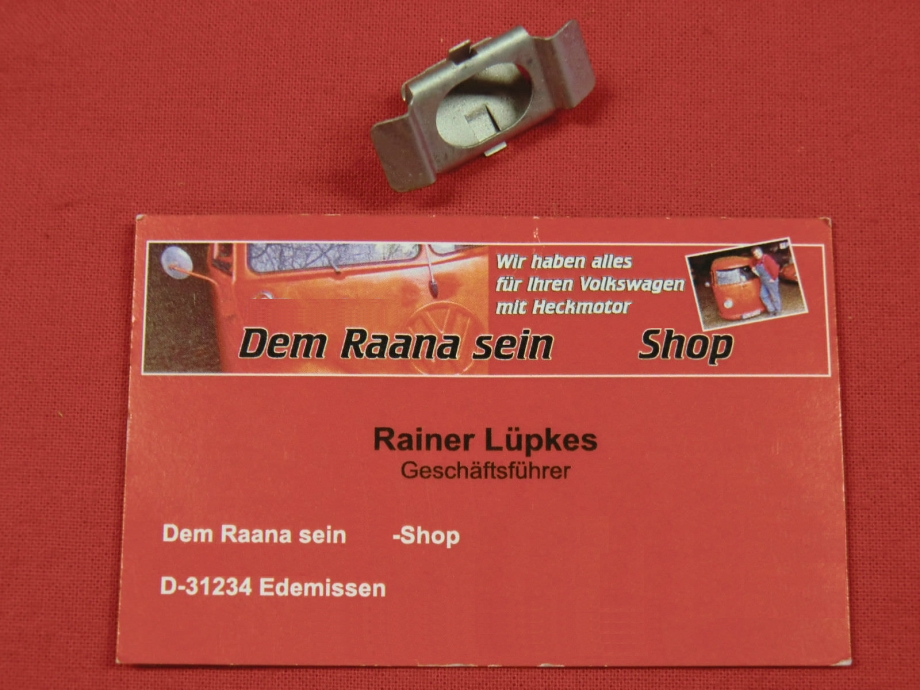 Wir haben alles
für Ihren Volkswagen
mit Heckmotor
Dem Raana sein Shop
Rainer Lüpkes
Geschäftsführer
Dem Raana sein -Shop
D-31234 Edemissen